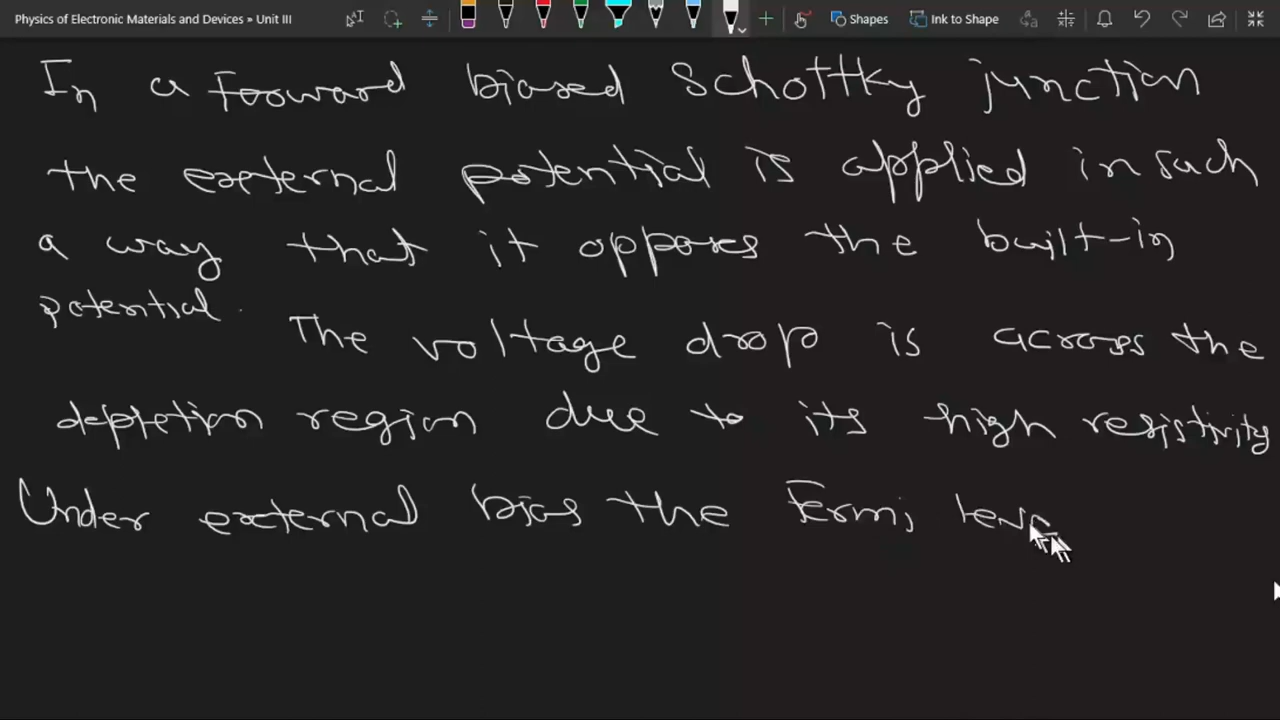 Physics of Electronic Materials and Devices » Unit III
Shapes
Ink to Shape
In a forward biased Schottky junction
the external potential is applied in such
a way that it opposes the built-in
potential.
The voltage drop is across the
depletion region due to its high resistivity
Under external bias the Fermi leve